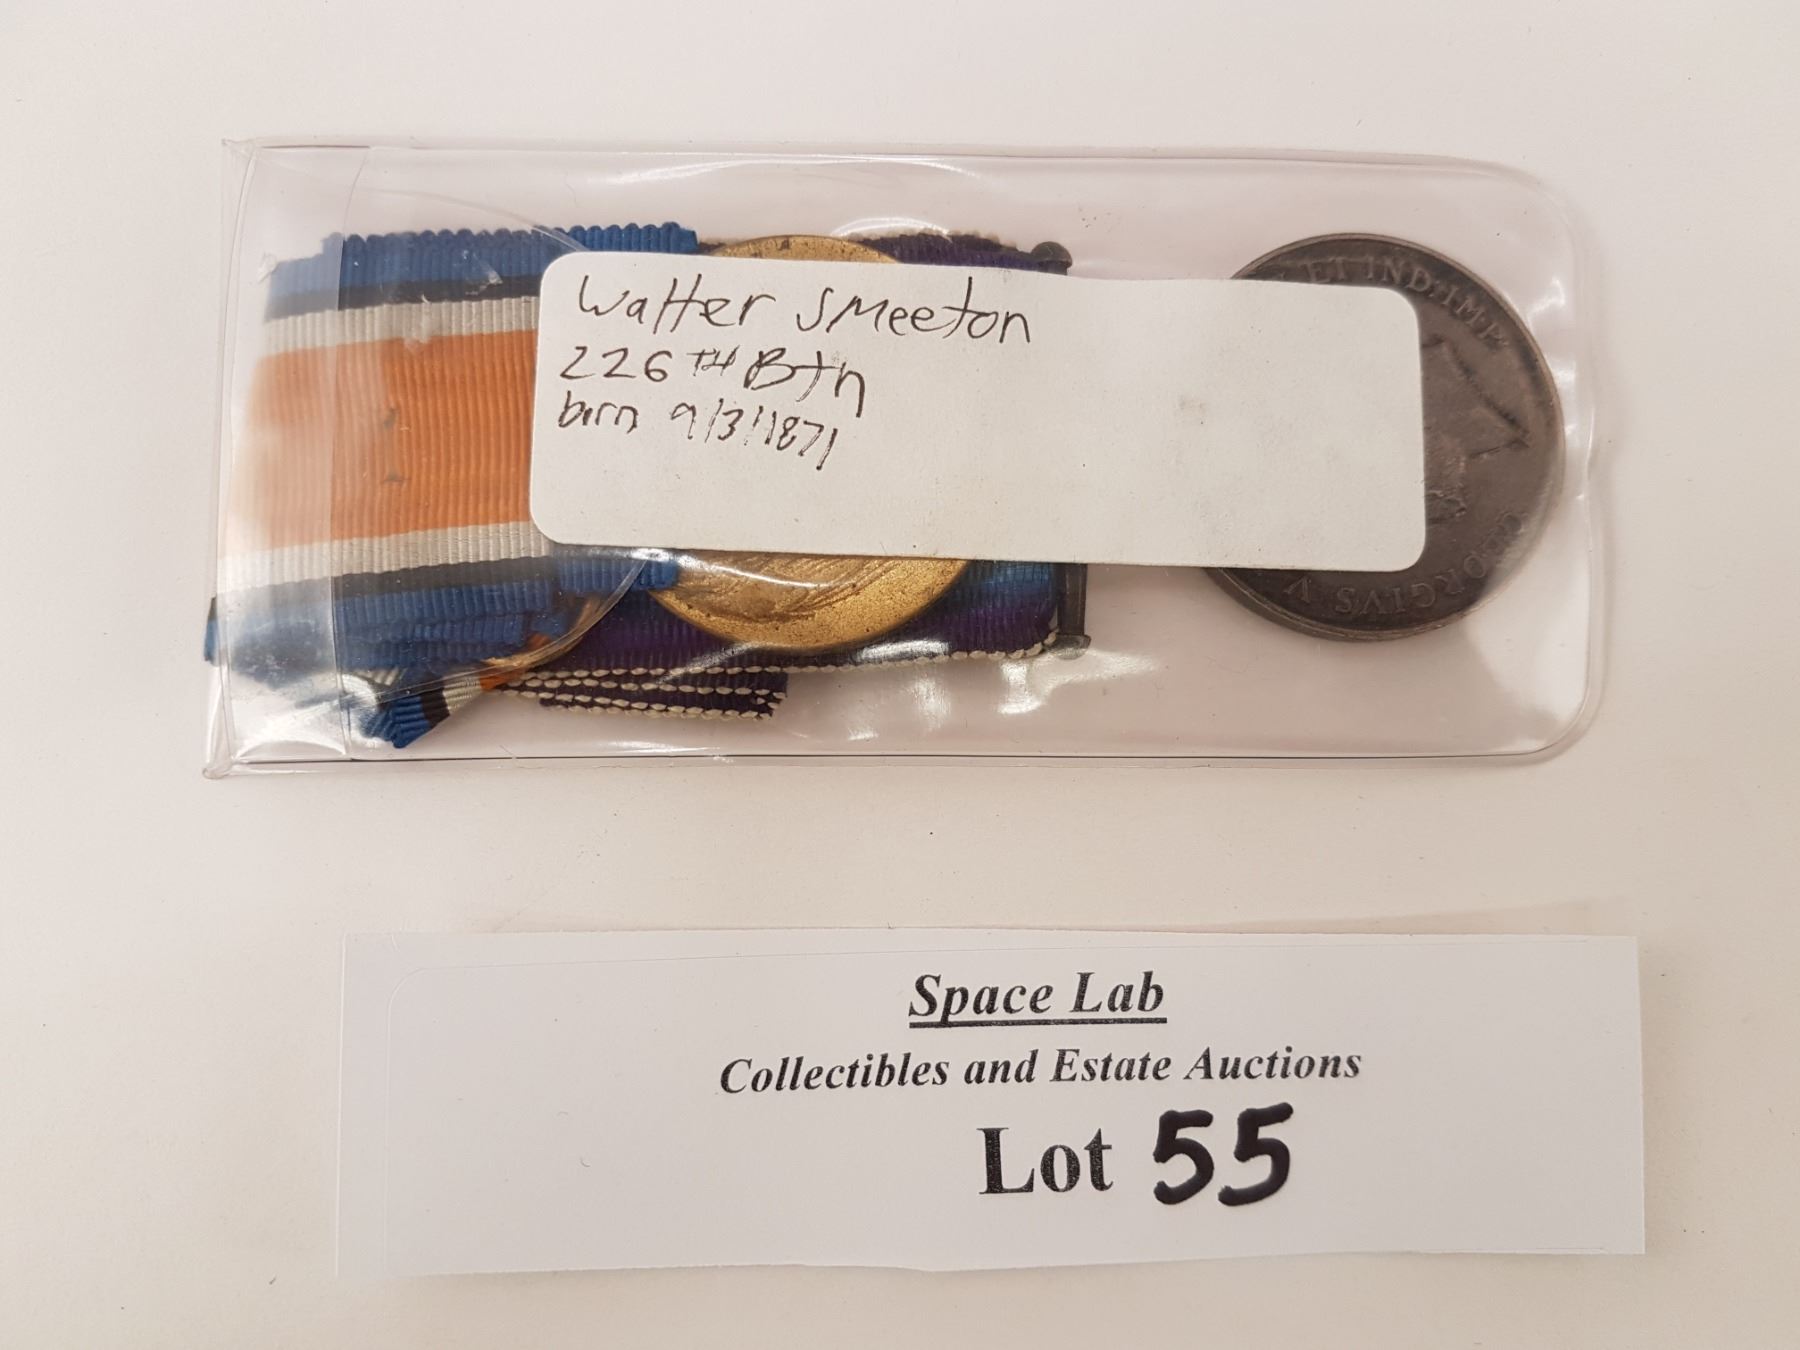 ET IND: IMP:
Walter Smeeton
226TH Btn
born 9/3/1871
GEORGIVS V
Space Lab
Collectibles and Estate Auctions
Lot 55